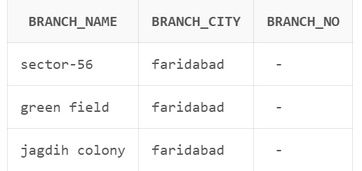 BRANCH_NAME BRANCH_CITY BRANCH_NO
sector-56 faridabad -
green field faridabad -
jagdih colony faridabad -